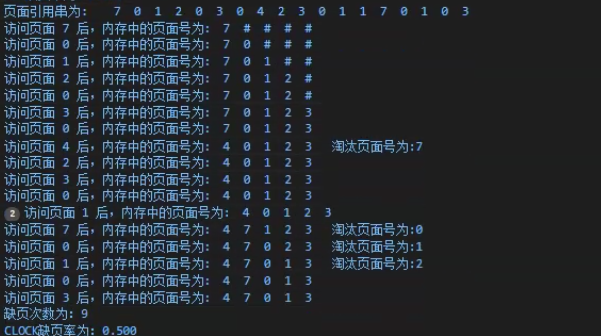 页面引用串为： 7 0 1 2 0 3 0 4 2 3 0 1 1 7 0 1 0 3
访问页面 7 后，内存中的页面号为： 7 # # # #
访问页面 0 后，内存中的页面号为： 7 0 # # #
访问页面 1 后，内存中的页面号为： 7 0 1 # #
访问页面 2 后，内存中的页面号为： 7 0 1 2 #
访问页面 0 后，内存中的页面号为： 7 0 1 2 #
访问页面 3 后，内存中的页面号为： 7 0 1 2 3
访问页面 0 后，内存中的页面号为： 7 0 1 2 3
访问页面 4 后，内存中的页面号为： 4 0 1 2 3 淘汰页面号为:7
访问页面 2 后，内存中的页面号为： 4 0 1 2 3
访问页面 3 后，内存中的页面号为： 4 0 1 2 3
访问页面 0 后，内存中的页面号为： 4 0 1 2 3
2 访问页面 1 后，内存中的页面号为： 4 0 1 2 3
访问页面 7 后，内存中的页面号为： 4 7 1 2 3 淘汰页面号为:0
访问页面 0 后，内存中的页面号为： 4 7 0 2 3 淘汰页面号为:1
访问页面 1 后，内存中的页面号为： 4 7 0 1 3 淘汰页面号为:2
访问页面 0 后，内存中的页面号为： 4 7 0 1 3
访问页面 3 后，内存中的页面号为： 4 7 0 1 3
缺页次数为：9
CLOCK缺页率为：0.500